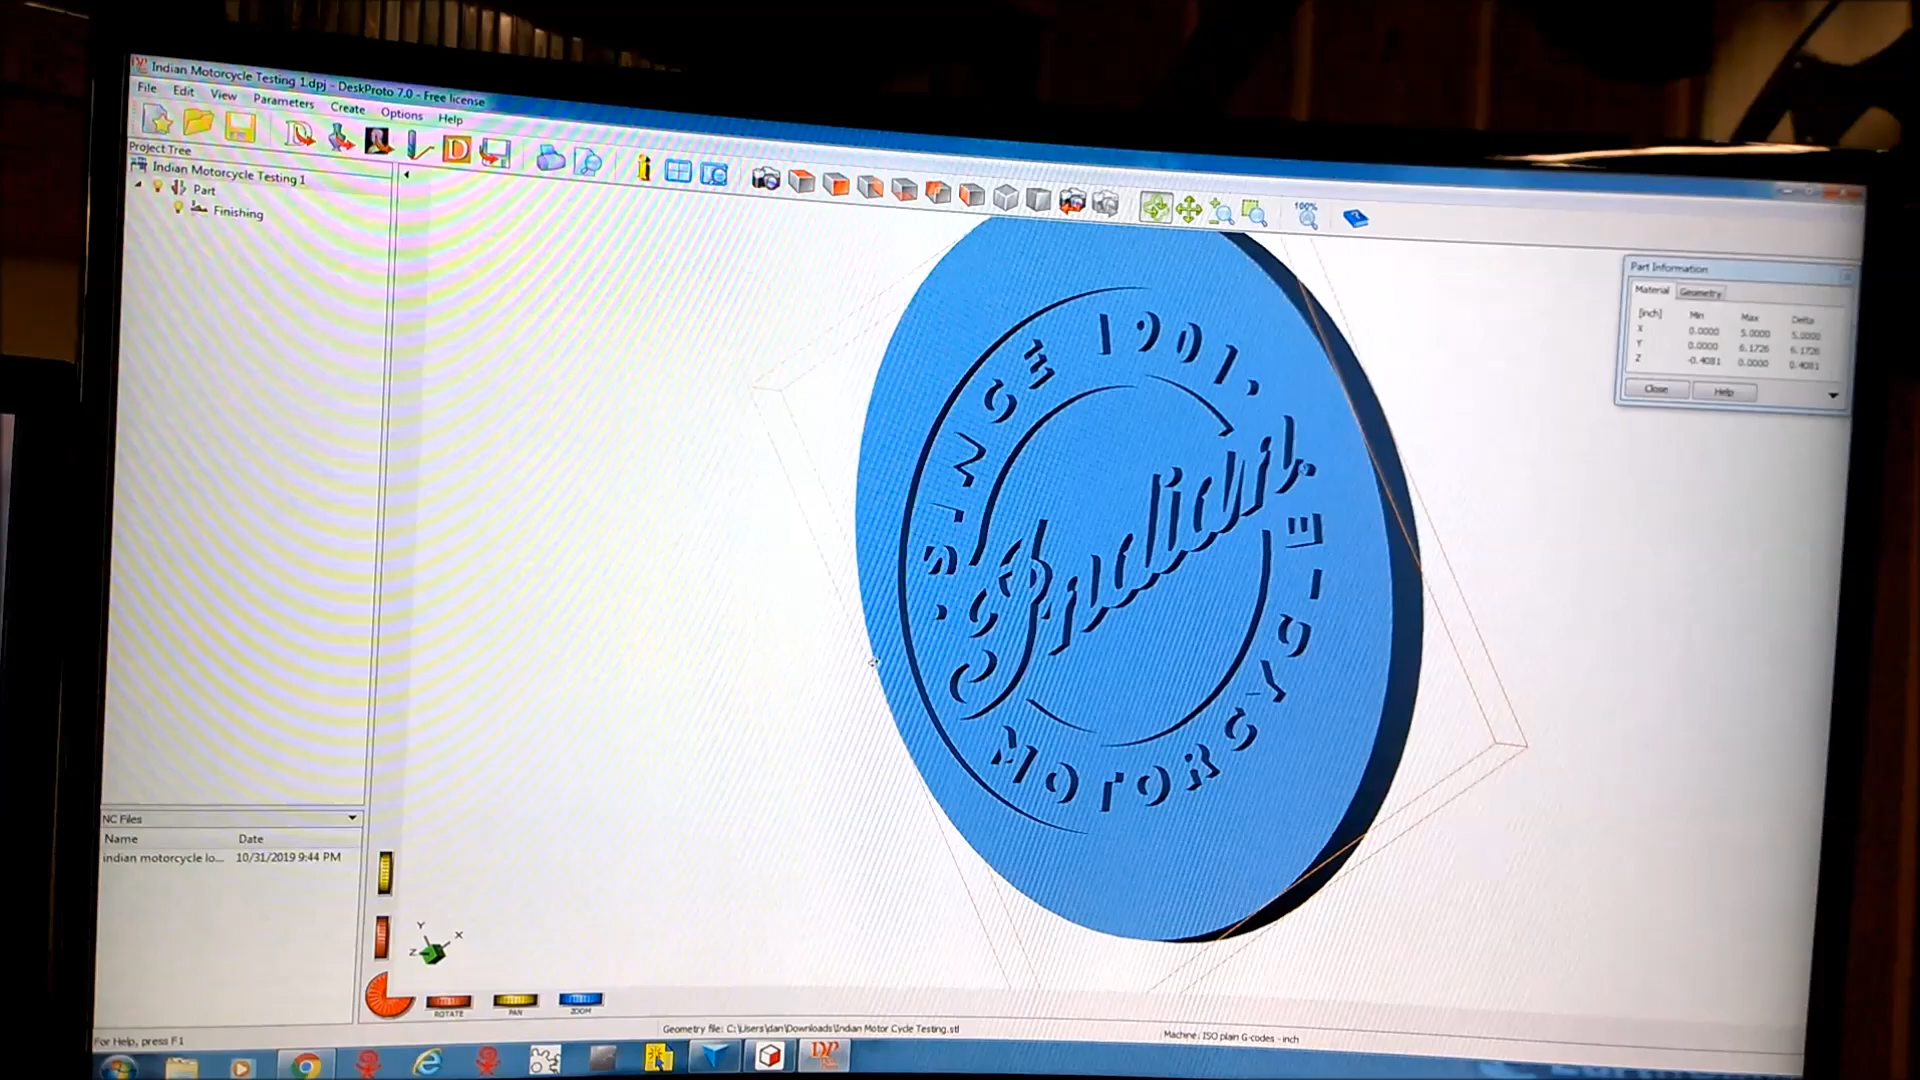 Indian Motorcycle Testing 1.dpj - DeskProto 7.0 - Free license
File Edit View Parameters Create Options Help
100%
Project Tree
Indian Motorcycle Testing 1
Part
Finishing
Part Information
Material Geometry
[inch] Min Max Delta
X 0.0000 5.0000 5.0000
Y 0.0000 6.1726 6.1726
Z -0.4081 0.0000 0.4081
Close Help
SINCE 1901
Indian
MOTORCYCLE
NC Files
Name Date
indian motorcycle lo... 10/31/2019 9:44 PM
Y
X
Z
ROTATE PAN ZOOM
Geometry file: C:\Users\dan\Downloads\Indian Motor Cycle Testing.stl
Machine: ISO plain G-codes - inch
For Help, press F1